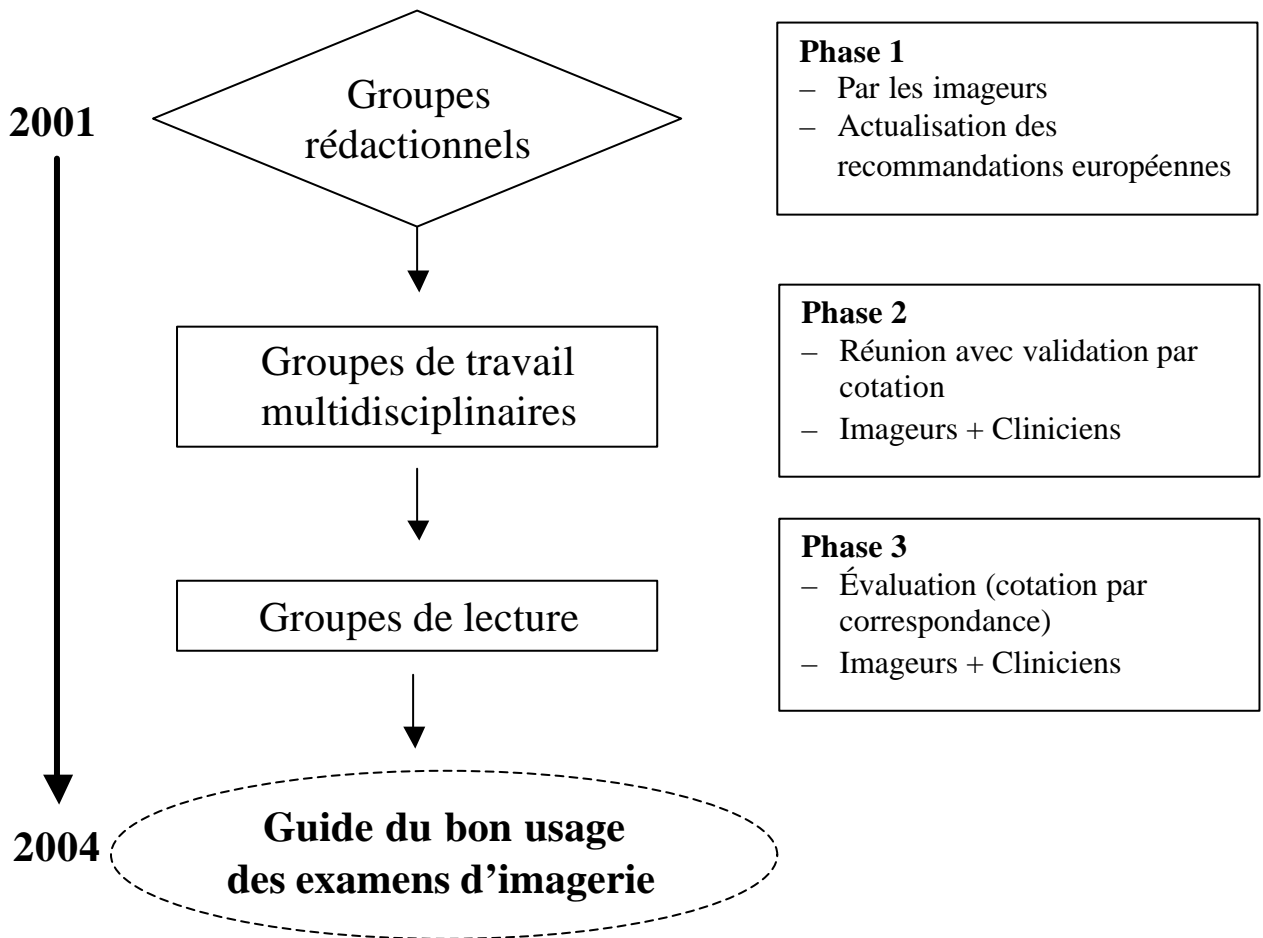 2001
Groupes
rédactionnels
Phase 1
– Par les imageurs
– Actualisation des
recommandations européennes
Groupes de travail
multidisciplinaires
Phase 2
– Réunion avec validation par
cotation
– Imageurs + Cliniciens
Groupes de lecture
Phase 3
– Évaluation (cotation par
correspondance)
– Imageurs + Cliniciens
2004
Guide du bon usage
des examens d’imagerie